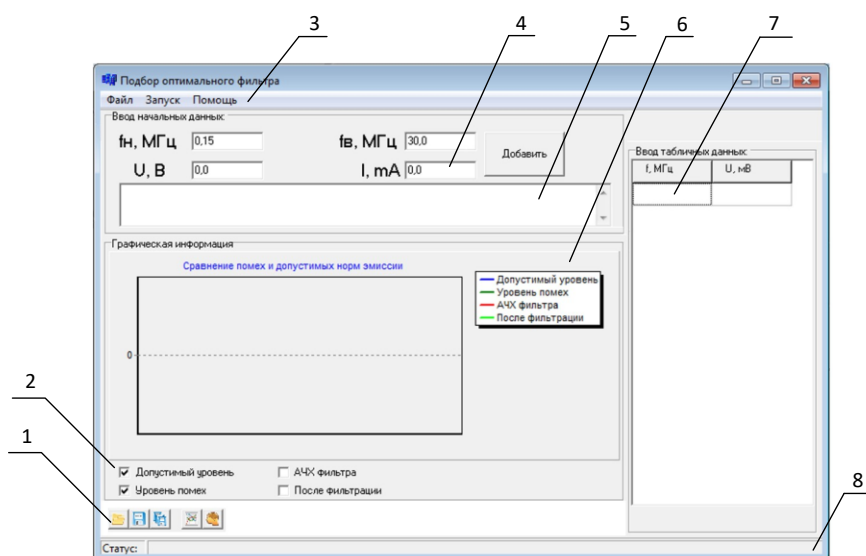 3 4 5 6 7
Подбор оптимального фильтра
Файл Запуск Помощь
Ввод начальных данных:
fн, МГц 0,15 fв, МГц 30,0 Добавить
U, В 0,0 I, mA 0,0
Ввод табличных данных:
f, МГц U, мВ
Графическая информация
Сравнение помех и допустимых норм эмиссии
Допустимый уровень
Уровень помех
АЧХ фильтра
После фильтрации
0
2
1
Допустимый уровень АЧХ фильтра
Уровень помех После фильтрации
8
Статус: